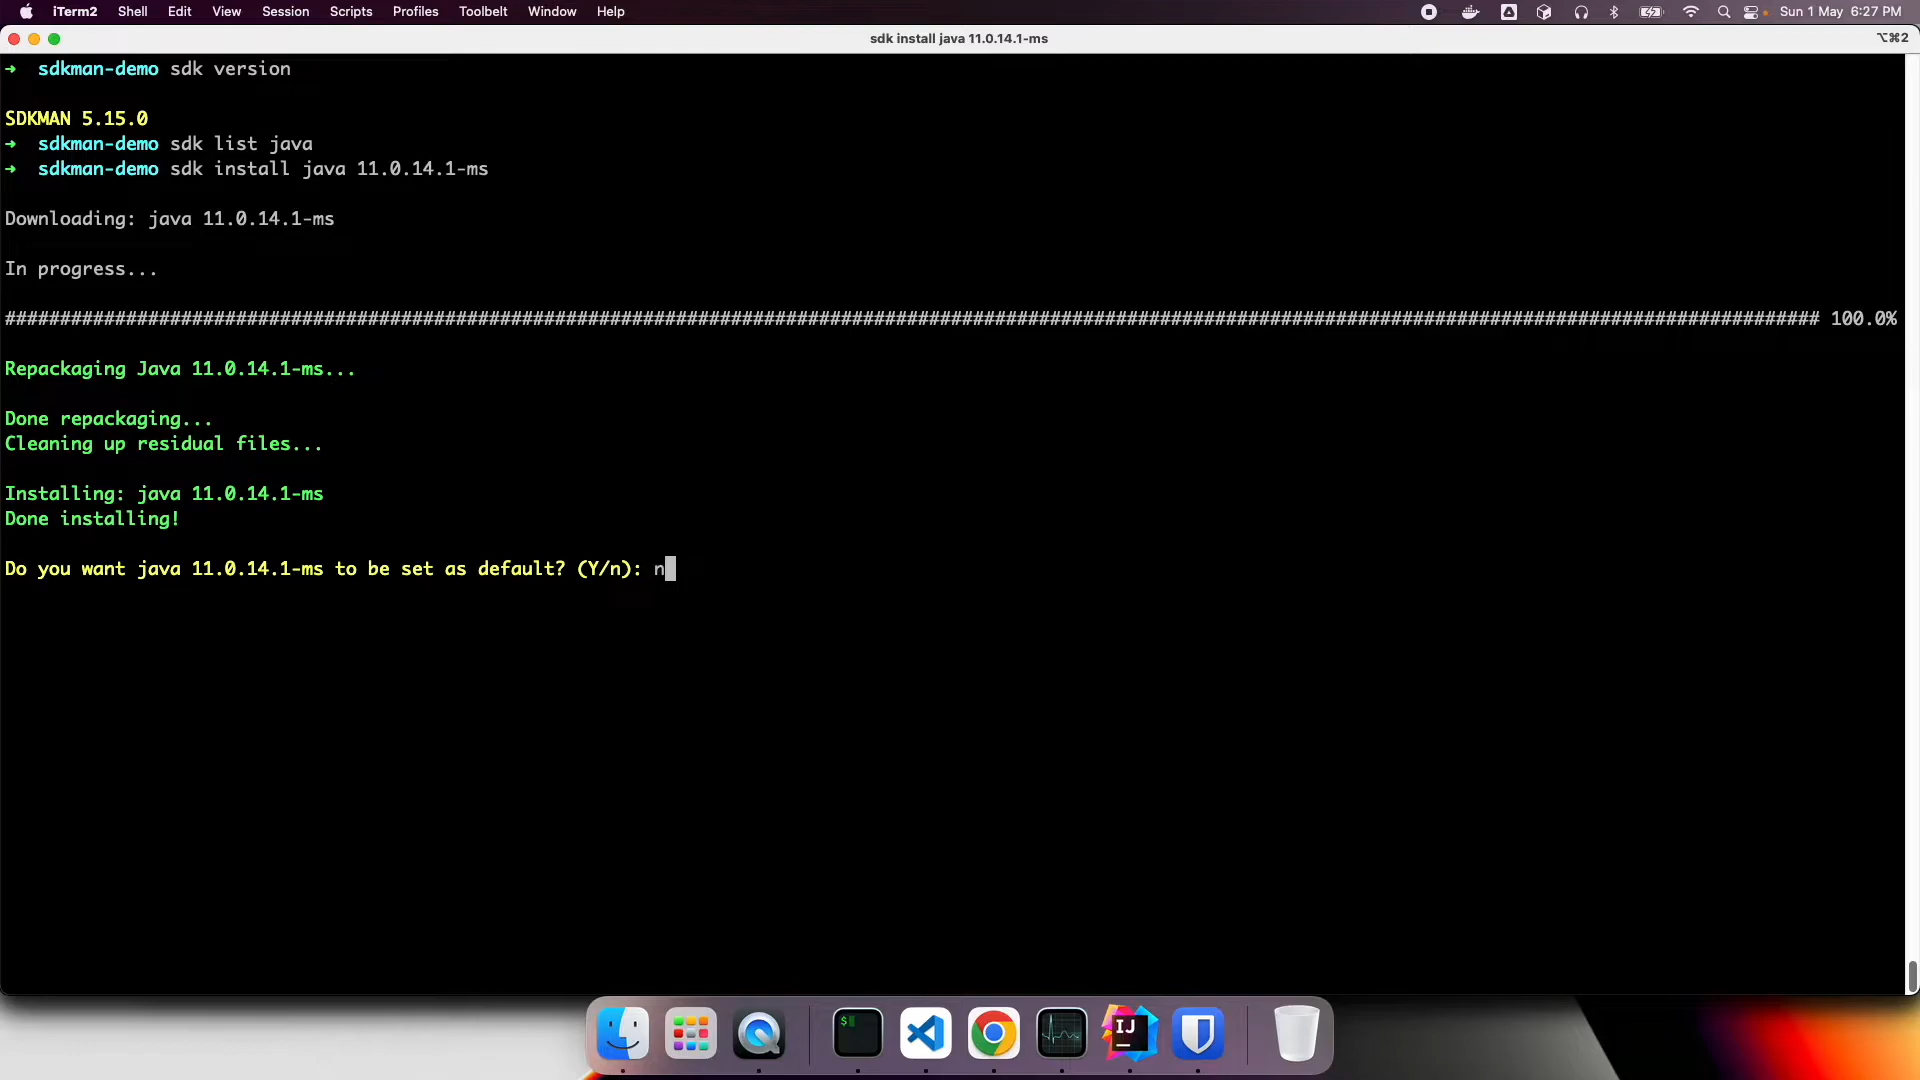 iTerm2 Shell Edit View Session Scripts Profiles Toolbelt Window Help Sun 1 May 6:27 PM
sdk install java 11.0.14.1-ms ⌥⌘2
➜ sdkman-demo sdk version
SDKMAN 5.15.0
➜ sdkman-demo sdk list java
➜ sdkman-demo sdk install java 11.0.14.1-ms
Downloading: java 11.0.14.1-ms
In progress...
##################################################################################################################################################################### 100.0%
Repackaging Java 11.0.14.1-ms...
Done repackaging...
Cleaning up residual files...
Installing: java 11.0.14.1-ms
Done installing!
Do you want java 11.0.14.1-ms to be set as default? (Y/n): n
$
IJ